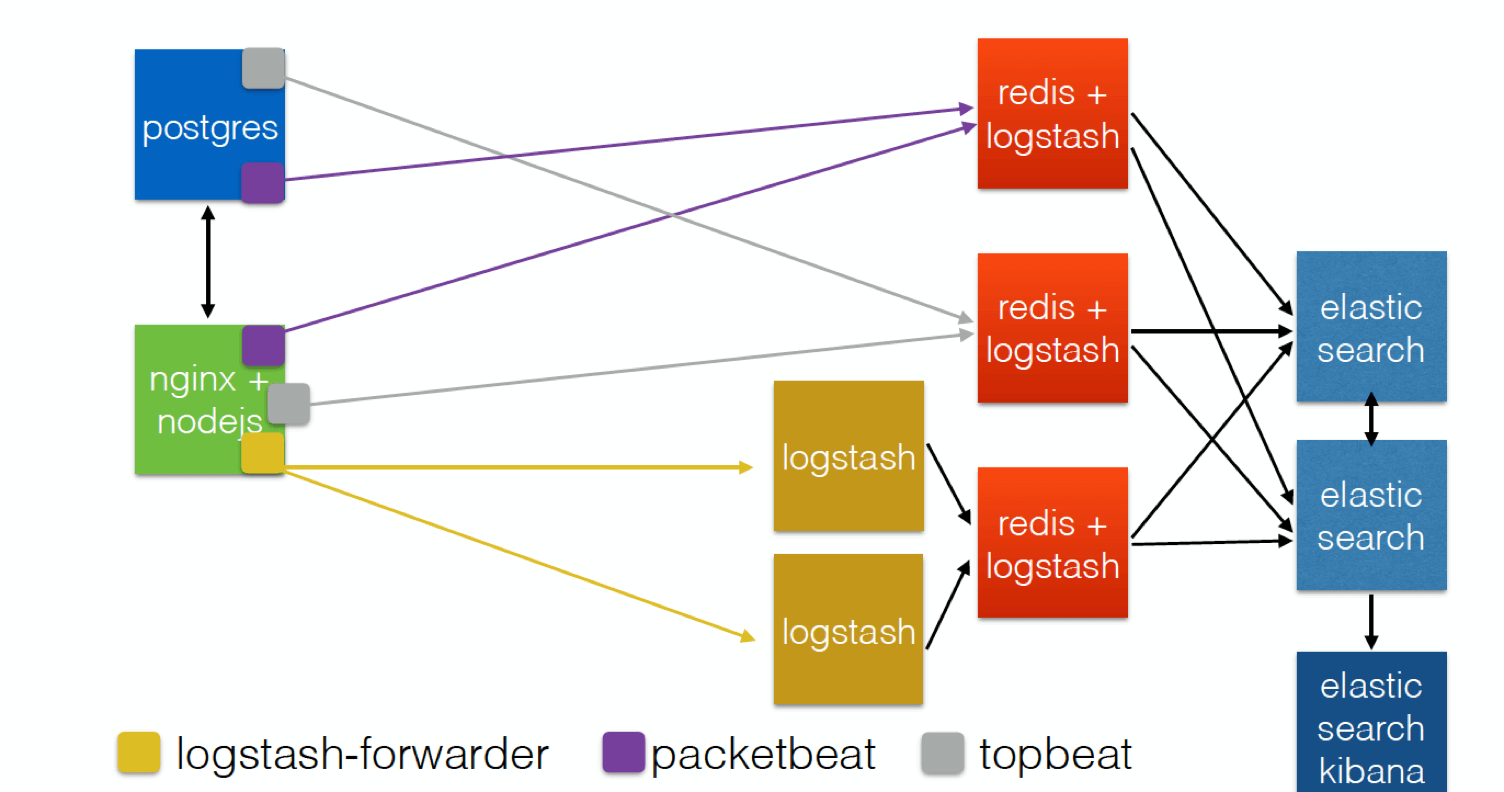 postgres
redis +
logstash
nginx +
nodejs
redis +
logstash
elastic
search
logstash
redis +
logstash
elastic
search
logstash
elastic
search
kibana
logstash-forwarder
packetbeat
topbeat